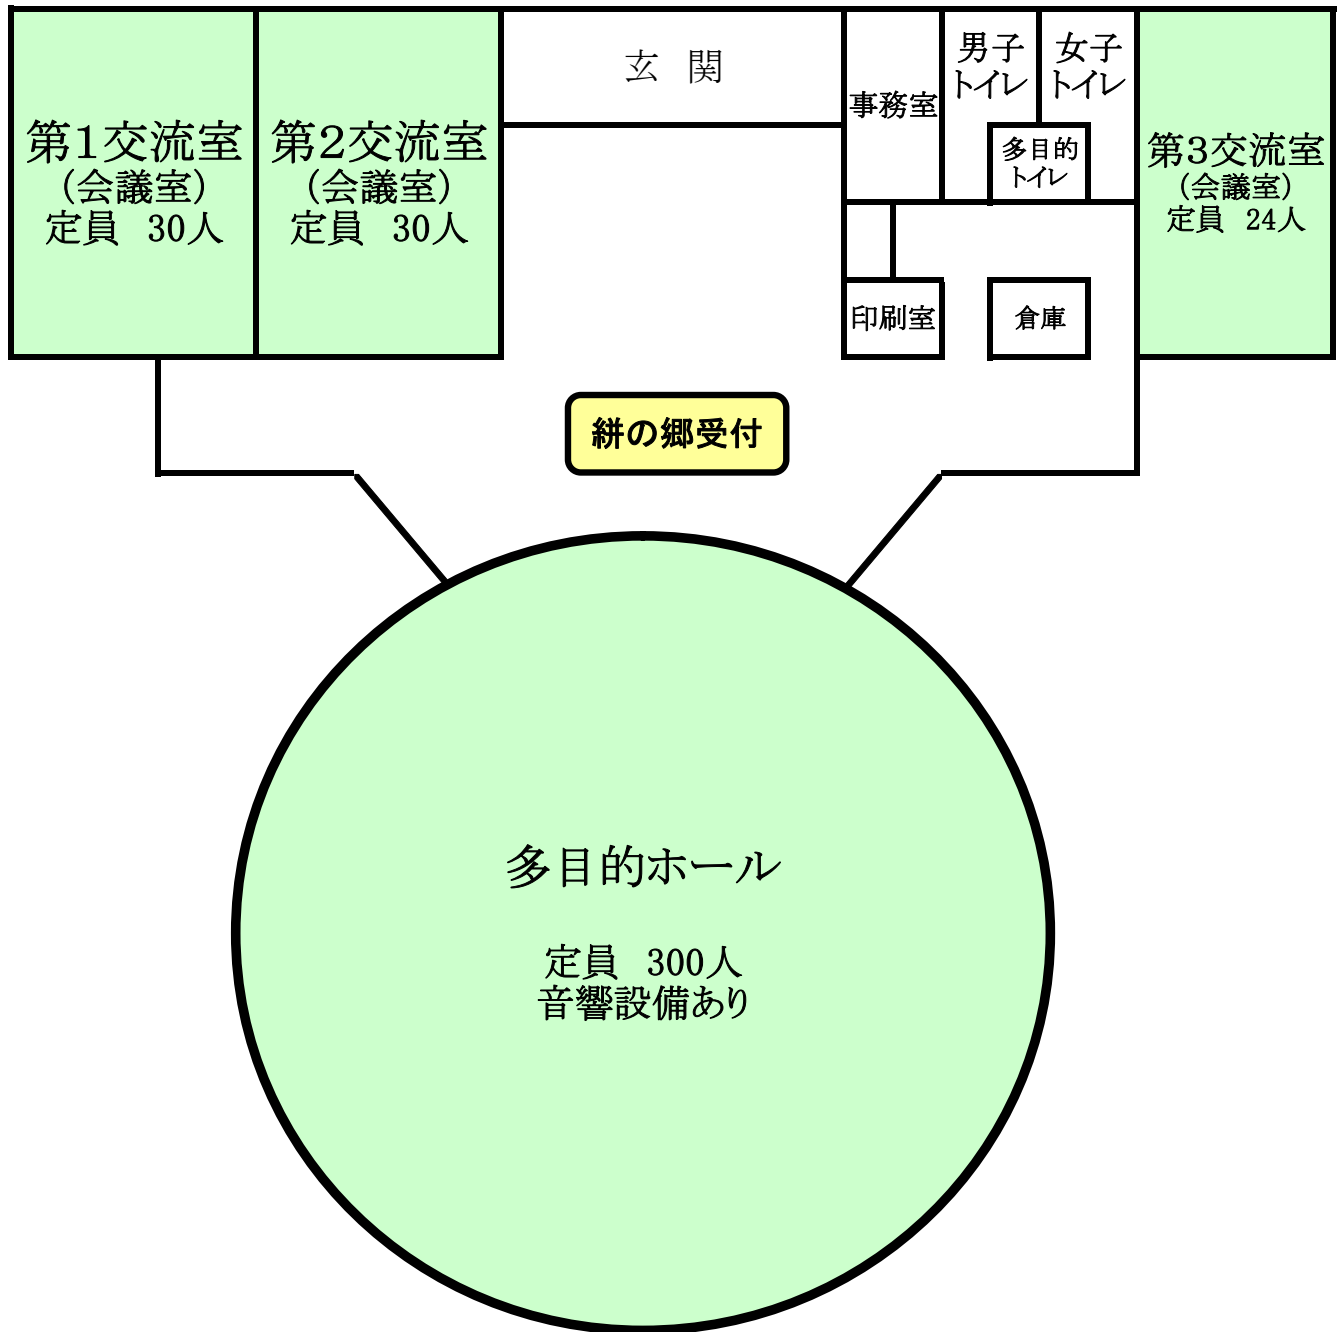 第１交流室
（会議室）
定員　30人
第２交流室
（会議室）
定員　30人
玄　関
事務室
男子
トイレ
女子
トイレ
多目的
トイレ
第３交流室
（会議室）
定員　24人
印刷室
倉庫
絣の郷受付
多目的ホール
定員　300人
音響設備あり